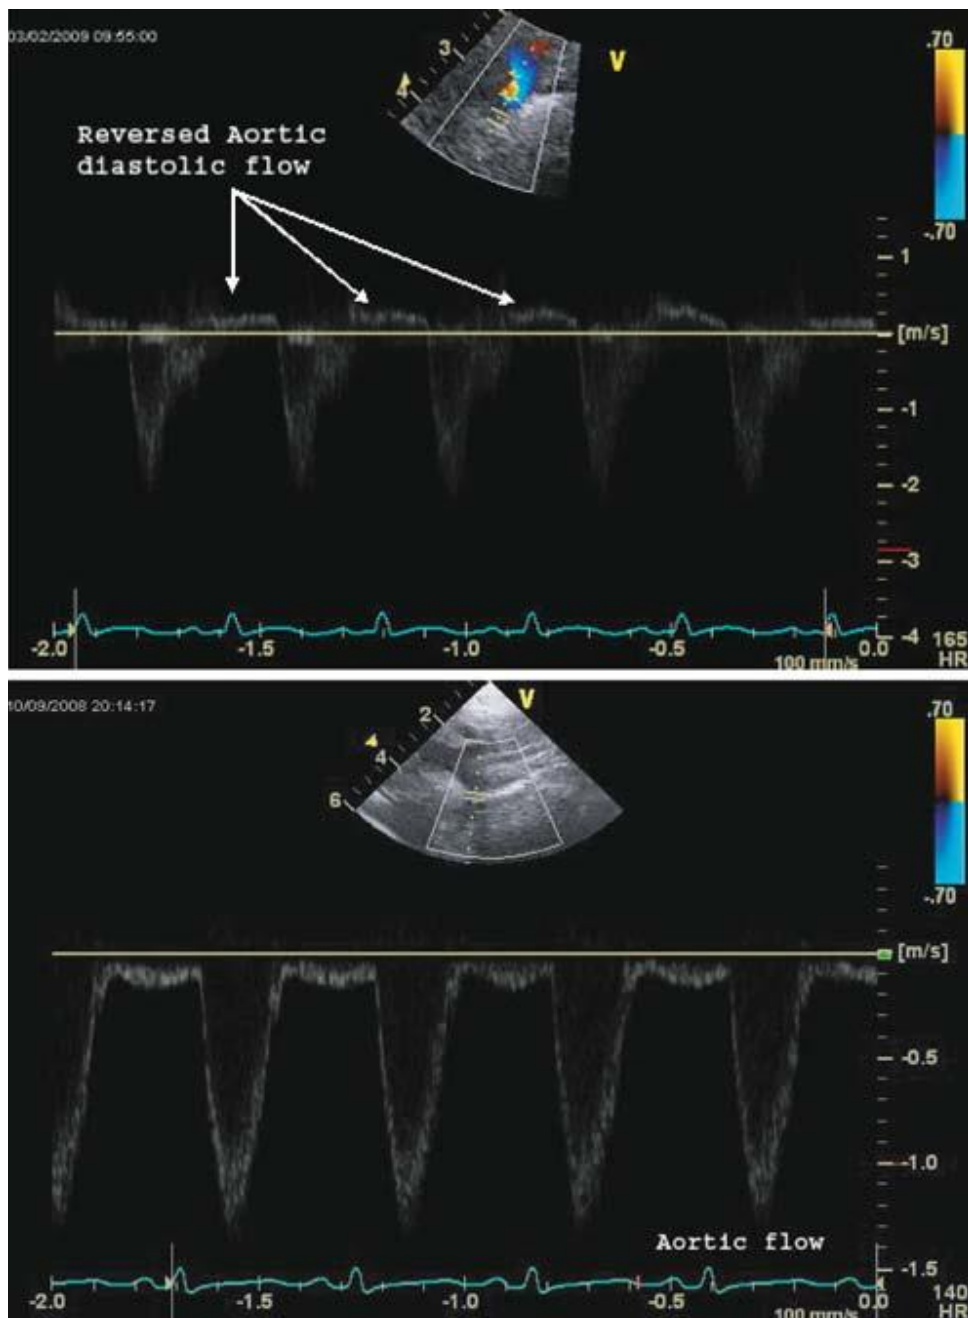 03/02/2009 09:55:00
3
4
V
.70
-.70
Reversed Aortic
diastolic flow
1
[m/s]
-1
-2
-3
-4
-2.0
-1.5
-1.0
-0.5
0.0
100 mm/s
165
HR
10/09/2008 20:14:17
2
4
6
V
.70
-.70
[m/s]
-0.5
-1.0
-1.5
Aortic flow
-2.0
-1.5
-1.0
-0.5
0.0
100 mm/s
140
HR